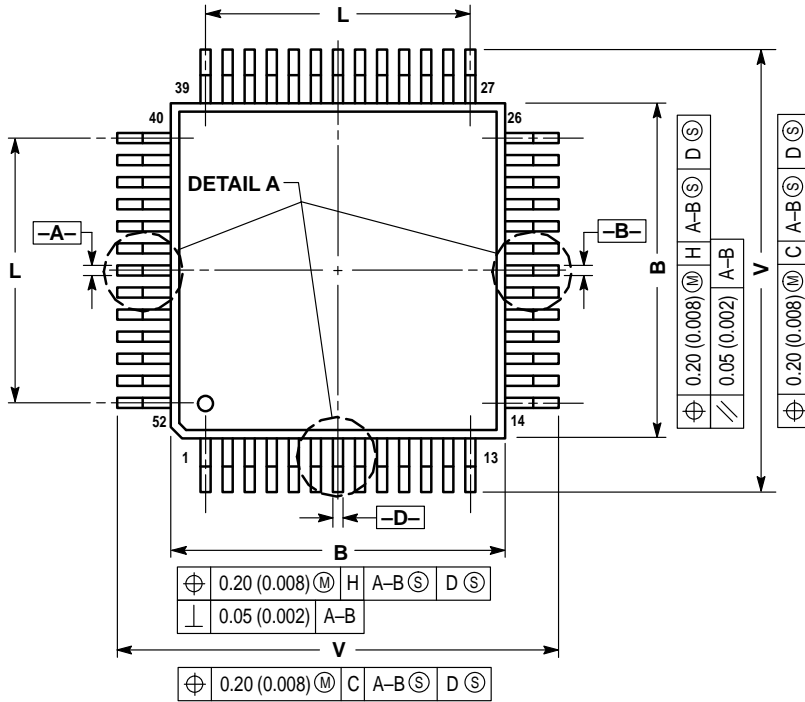 L
39
27
40
26
DETAIL A
–A–
–B–
L
B
V
⌖ 0.20 (0.008) Ⓜ H A–B Ⓢ D Ⓢ
⫽ 0.05 (0.002) A–B
⌖ 0.20 (0.008) Ⓜ C A–B Ⓢ D Ⓢ
52
14
1
13
–D–
B
⌖ 0.20 (0.008) Ⓜ H A–B Ⓢ D Ⓢ
⊥ 0.05 (0.002) A–B
V
⌖ 0.20 (0.008) Ⓜ C A–B Ⓢ D Ⓢ